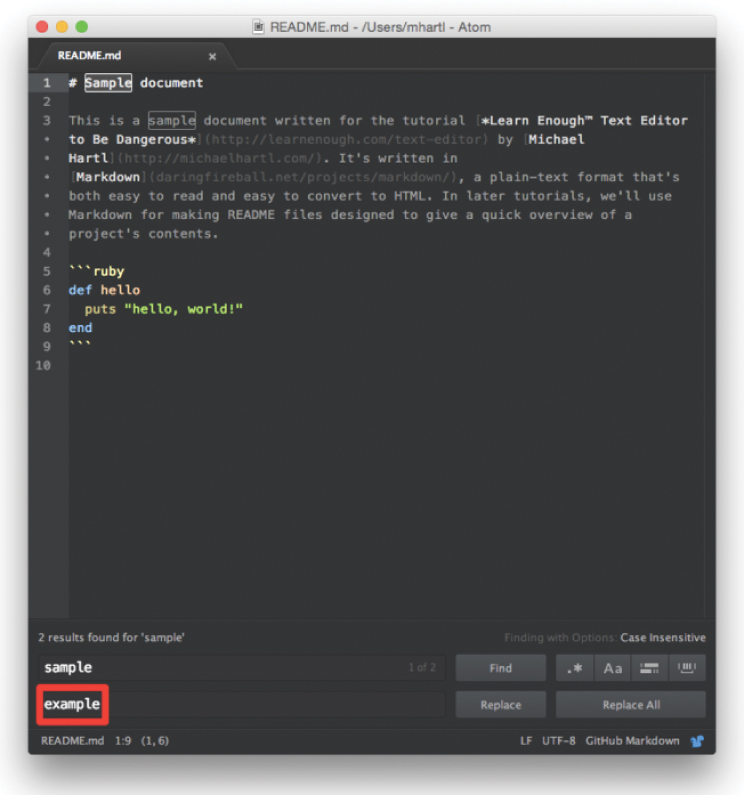 README.md - /Users/mhartl - Atom
README.md ×
1 # Sample document
2
3 This is a sample document written for the tutorial [*Learn Enough™ Text Editor
• to Be Dangerous*](http://learnenough.com/text-editor) by [Michael
• Hartl](http://michaelhartl.com/). It's written in
• [Markdown](daringfireball.net/projects/markdown/), a plain-text format that's
• both easy to read and easy to convert to HTML. In later tutorials, we'll use
• Markdown for making README files designed to give a quick overview of a
• project's contents.
4
5 ```ruby
6 def hello
7   puts "hello, world!"
8 end
9 ```
10
2 results found for 'sample' Finding with Options: Case Insensitive
sample 1 of 2 Find .* Aa
example Replace Replace All
README.md 1:9 (1,6) LF UTF-8 GitHub Markdown